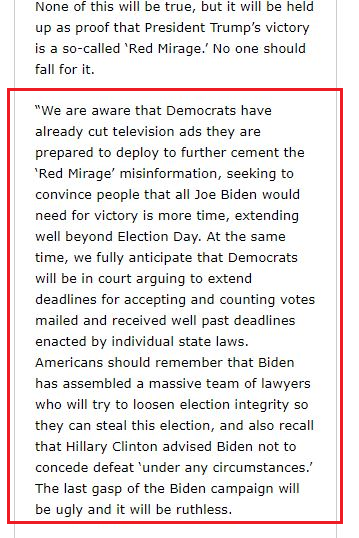 None of this will be true, but it will be held
up as proof that President Trump’s victory
is a so-called ‘Red Mirage.’ No one should
fall for it.
“We are aware that Democrats have
already cut television ads they are
prepared to deploy to further cement the
‘Red Mirage’ misinformation, seeking to
convince people that all Joe Biden would
need for victory is more time, extending
well beyond Election Day. At the same
time, we fully anticipate that Democrats
will be in court arguing to extend
deadlines for accepting and counting votes
mailed and received well past deadlines
enacted by individual state laws.
Americans should remember that Biden
has assembled a massive team of lawyers
who will try to loosen election integrity so
they can steal this election, and also recall
that Hillary Clinton advised Biden not to
concede defeat ‘under any circumstances.’
The last gasp of the Biden campaign will
be ugly and it will be ruthless.